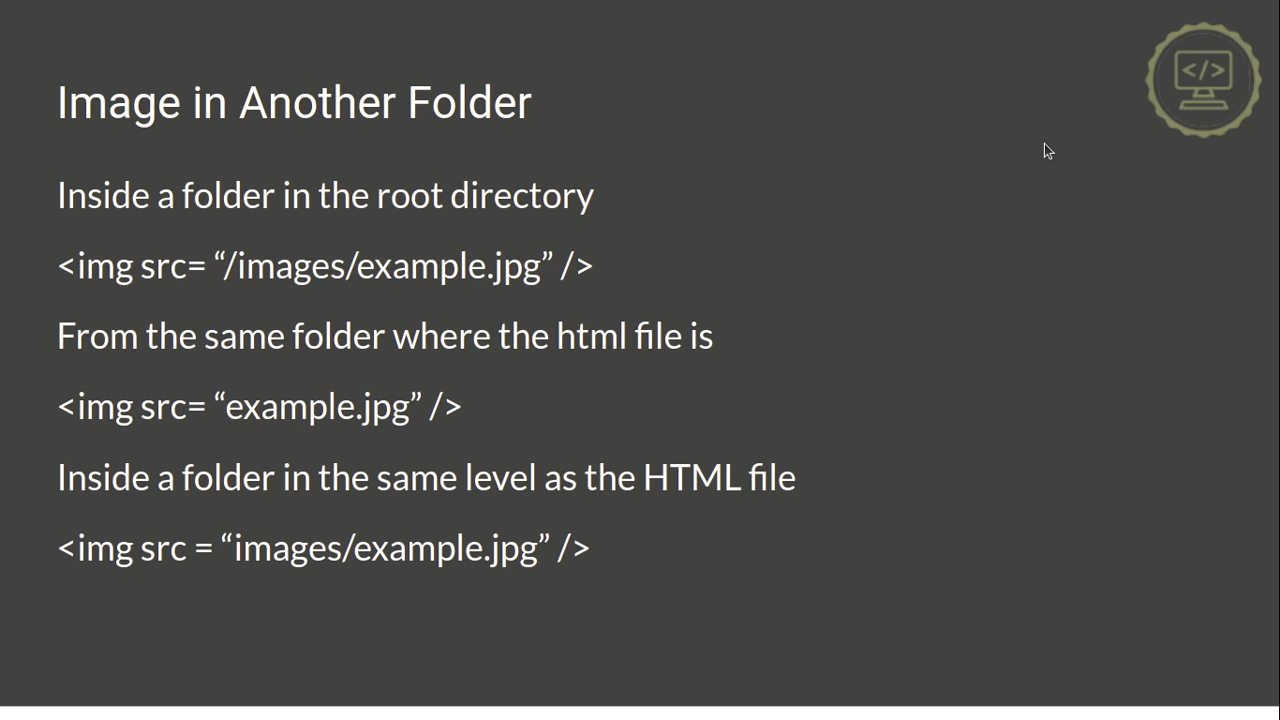 </>
Image in Another Folder
Inside a folder in the root directory
<img src= “/images/example.jpg” />
From the same folder where the html file is
<img src= “example.jpg” />
Inside a folder in the same level as the HTML file
<img src = “images/example.jpg” />